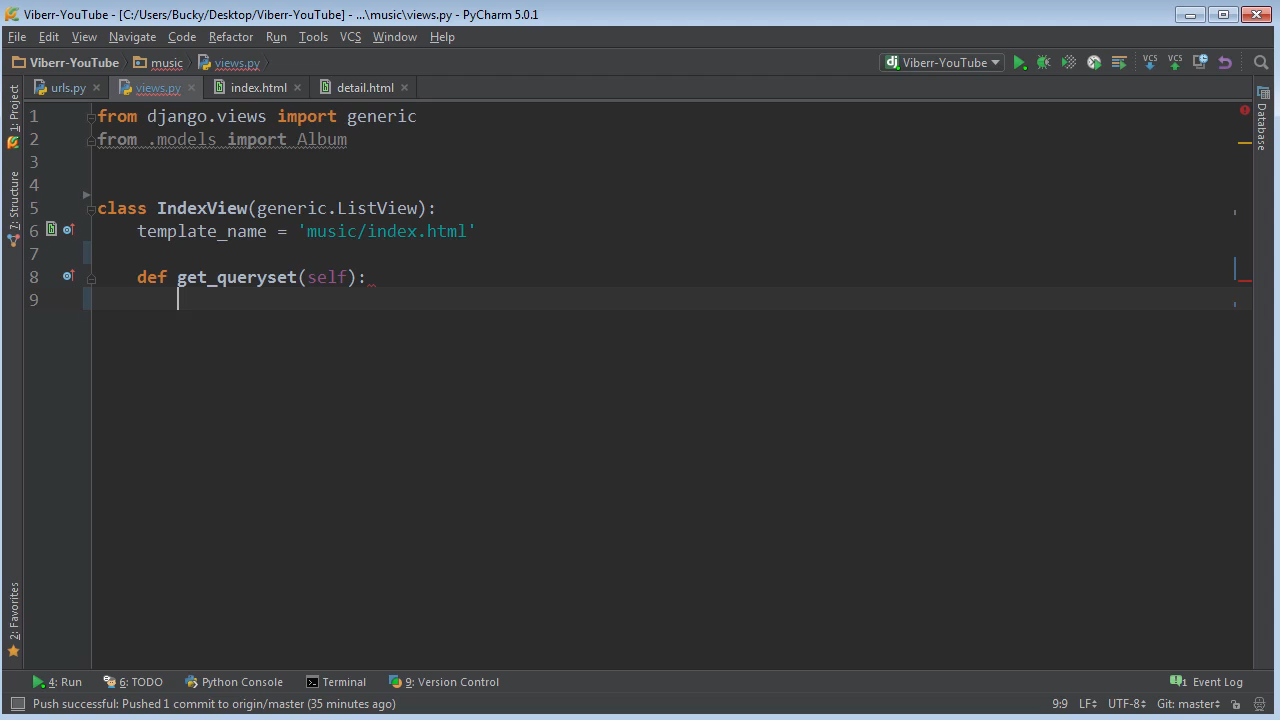 Viberr-YouTube - [C:/Users/Bucky/Desktop/Viberr-YouTube] - ...\music\views.py - PyCharm 5.0.1
File Edit View Navigate Code Refactor Run Tools VCS Window Help
Viberr-YouTube music views.py dj Viberr-YouTube VCS VCS
urls.py views.py index.html detail.html
1 from django.views import generic
2 from .models import Album
3
4
5 class IndexView(generic.ListView):
6 template_name = 'music/index.html'
7
8 def get_queryset(self):
9
1: Project
7: Structure
2: Favorites
Database
4: Run 6: TODO Python Console Terminal 9: Version Control 1 Event Log
Push successful: Pushed 1 commit to origin/master (35 minutes ago) 9:9 LF UTF-8 Git: master